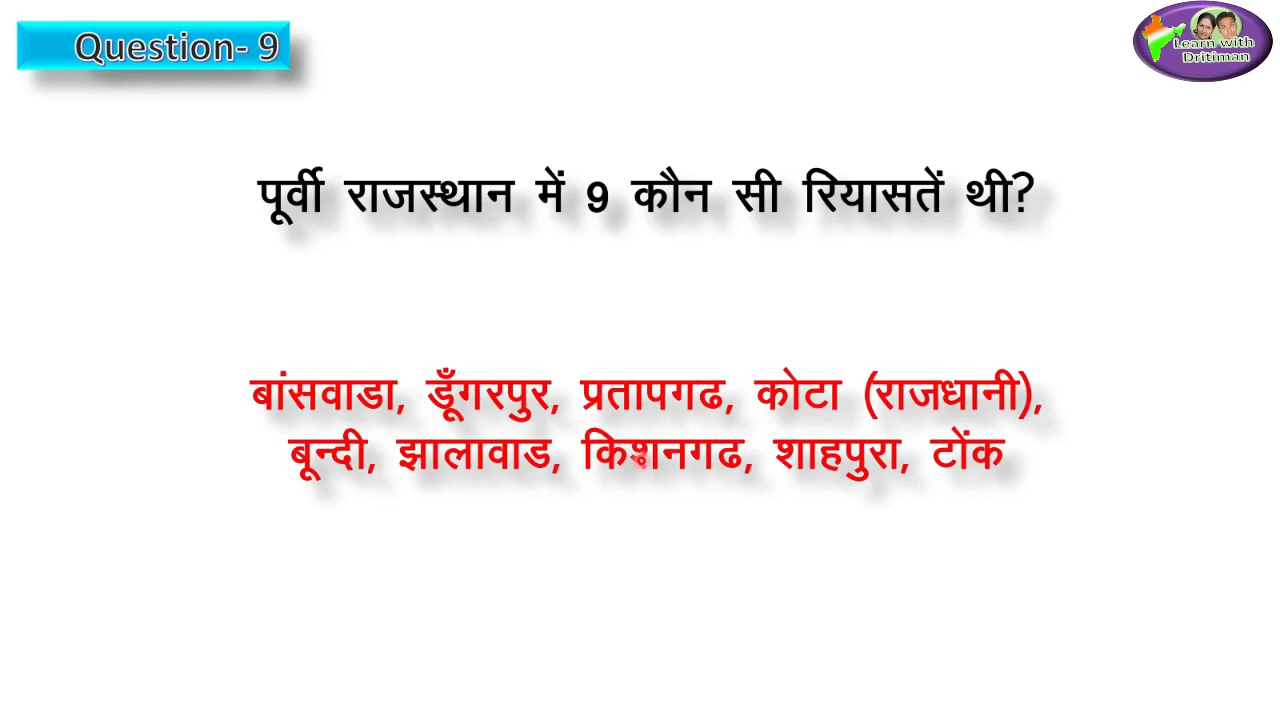 Question- 9
Learn with
Dritiman
पूर्वी राजस्थान में 9 कौन सी रियासतें थी?
बांसवाडा, डूँगरपुर, प्रतापगढ, कोटा (राजधानी),
बून्दी, झालावाड, किशनगढ, शाहपुरा, टोंक